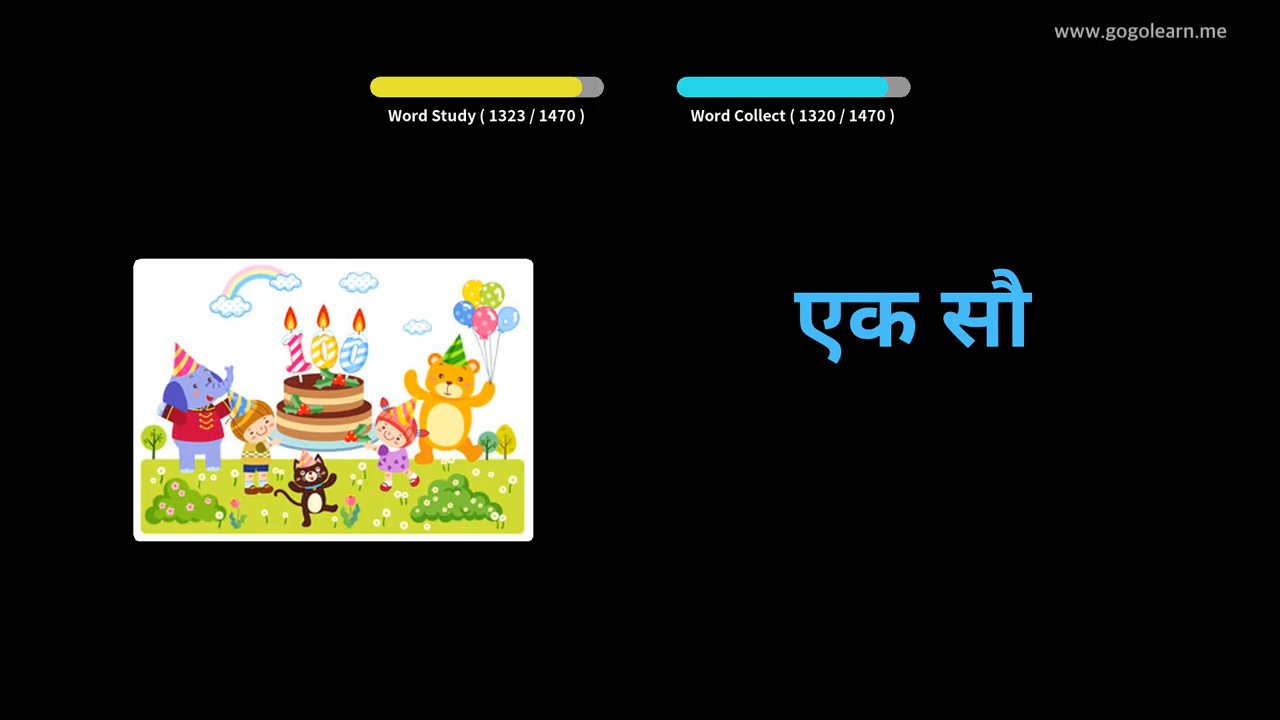 www.gogolearn.me
Word Study ( 1323 / 1470 )
Word Collect ( 1320 / 1470 )
100
एक सौ